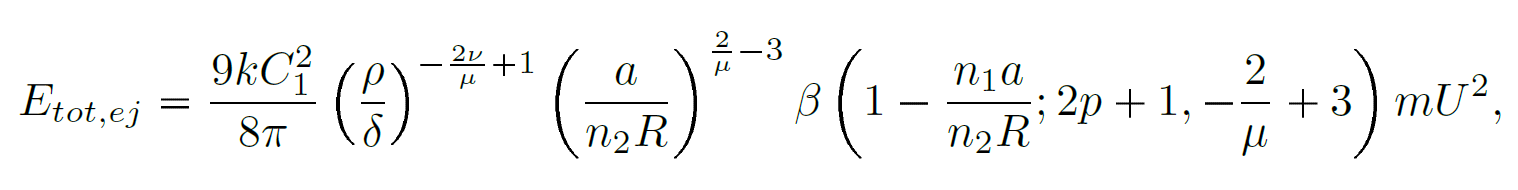 $$E_{tot,ej} = \frac{9kC_1^2}{8\pi} \left(\frac{\rho}{\delta}\right)^{-\frac{2\nu}{\mu}+1} \left(\frac{a}{n_2 R}\right)^{\frac{2}{\mu}-3} \beta \left(1 - \frac{n_1 a}{n_2 R}; 2p + 1, -\frac{2}{\mu} + 3\right) mU^2,$$